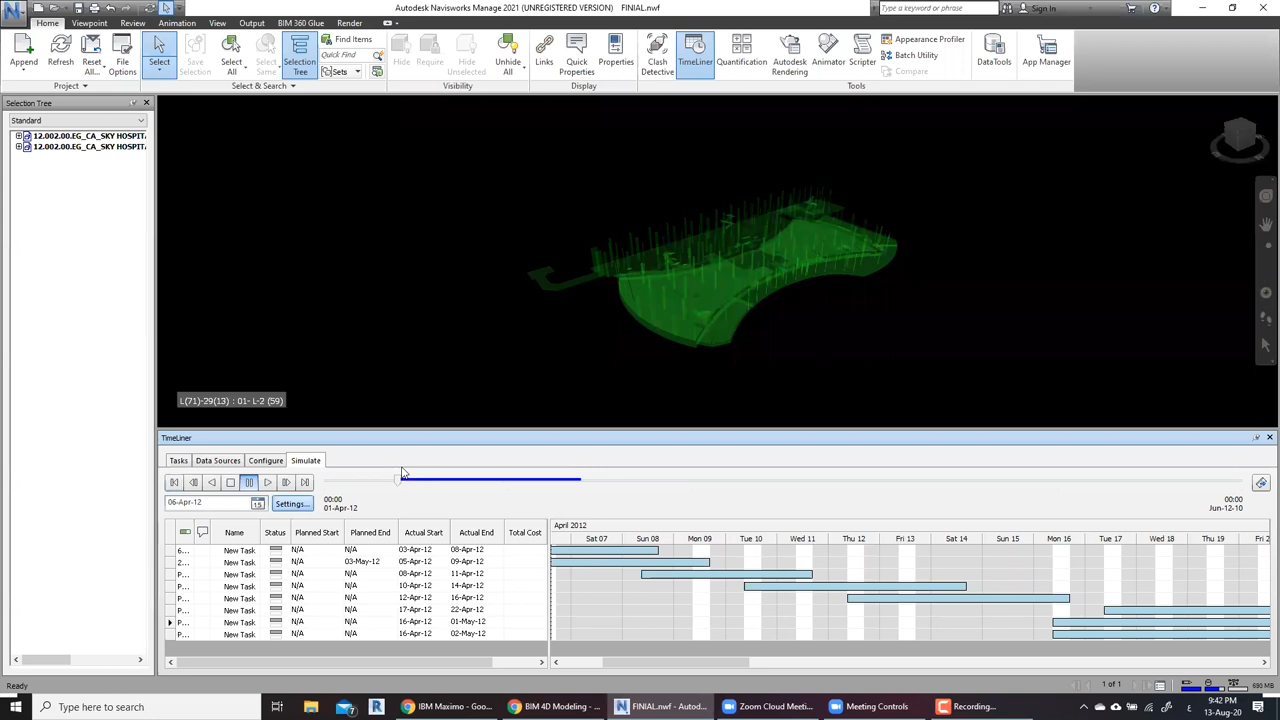 Autodesk Navisworks Manage 2021 (UNREGISTERED VERSION) FINIAL.nwf
Type a keyword or phrase
Sign In
Home Viewpoint Review Animation View Output BIM 360 Glue Render
Append Refresh Reset All... File Options
Select Save Selection Select All Select Same Selection Tree
Find Items
Quick Find
Sets
Hide Require Hide Unselected Unhide All
Links Quick Properties Properties
Clash Detective TimeLiner Quantification Autodesk Rendering Animator Scripter
Appearance Profiler
Batch Utility
Compare
DataTools App Manager
Project Select & Search Visibility Display Tools
Selection Tree
Standard
12.002.00.EG_CA_SKY HOSPIT
12.002.00.EG_CA_SKY HOSPIT
L(71)-29(13) : 01- L-2 (59)
TimeLiner
Tasks Data Sources Configure Simulate
06-Apr-12 15 Settings...
00:00
01-Apr-12
00:00
Jun-12-10
Name Status Planned Start Planned End Actual Start Actual End Total Cost
6... New Task N/A N/A 03-Apr-12 08-Apr-12
2... New Task N/A 03-May-12 05-Apr-12 09-Apr-12
P... New Task N/A N/A 08-Apr-12 11-Apr-12
P... New Task N/A N/A 10-Apr-12 14-Apr-12
P... New Task N/A N/A 12-Apr-12 16-Apr-12
P... New Task N/A N/A 17-Apr-12 22-Apr-12
P... New Task N/A N/A 16-Apr-12 01-May-12
P... New Task N/A N/A 16-Apr-12 02-May-12
April 2012
Sat 07 Sun 08 Mon 09 Tue 10 Wed 11 Thu 12 Fri 13 Sat 14 Sun 15 Mon 16 Tue 17 Wed 18 Thu 19 Fri 2
Ready
1 of 1
690 MB
Type here to search
IBM Maximo - Goo...
BIM 4D Modeling - ...
FINIAL.nwf - Autod...
Zoom Cloud Meeti...
Meeting Controls
Recording...
9:42 PM
13-Aug-20